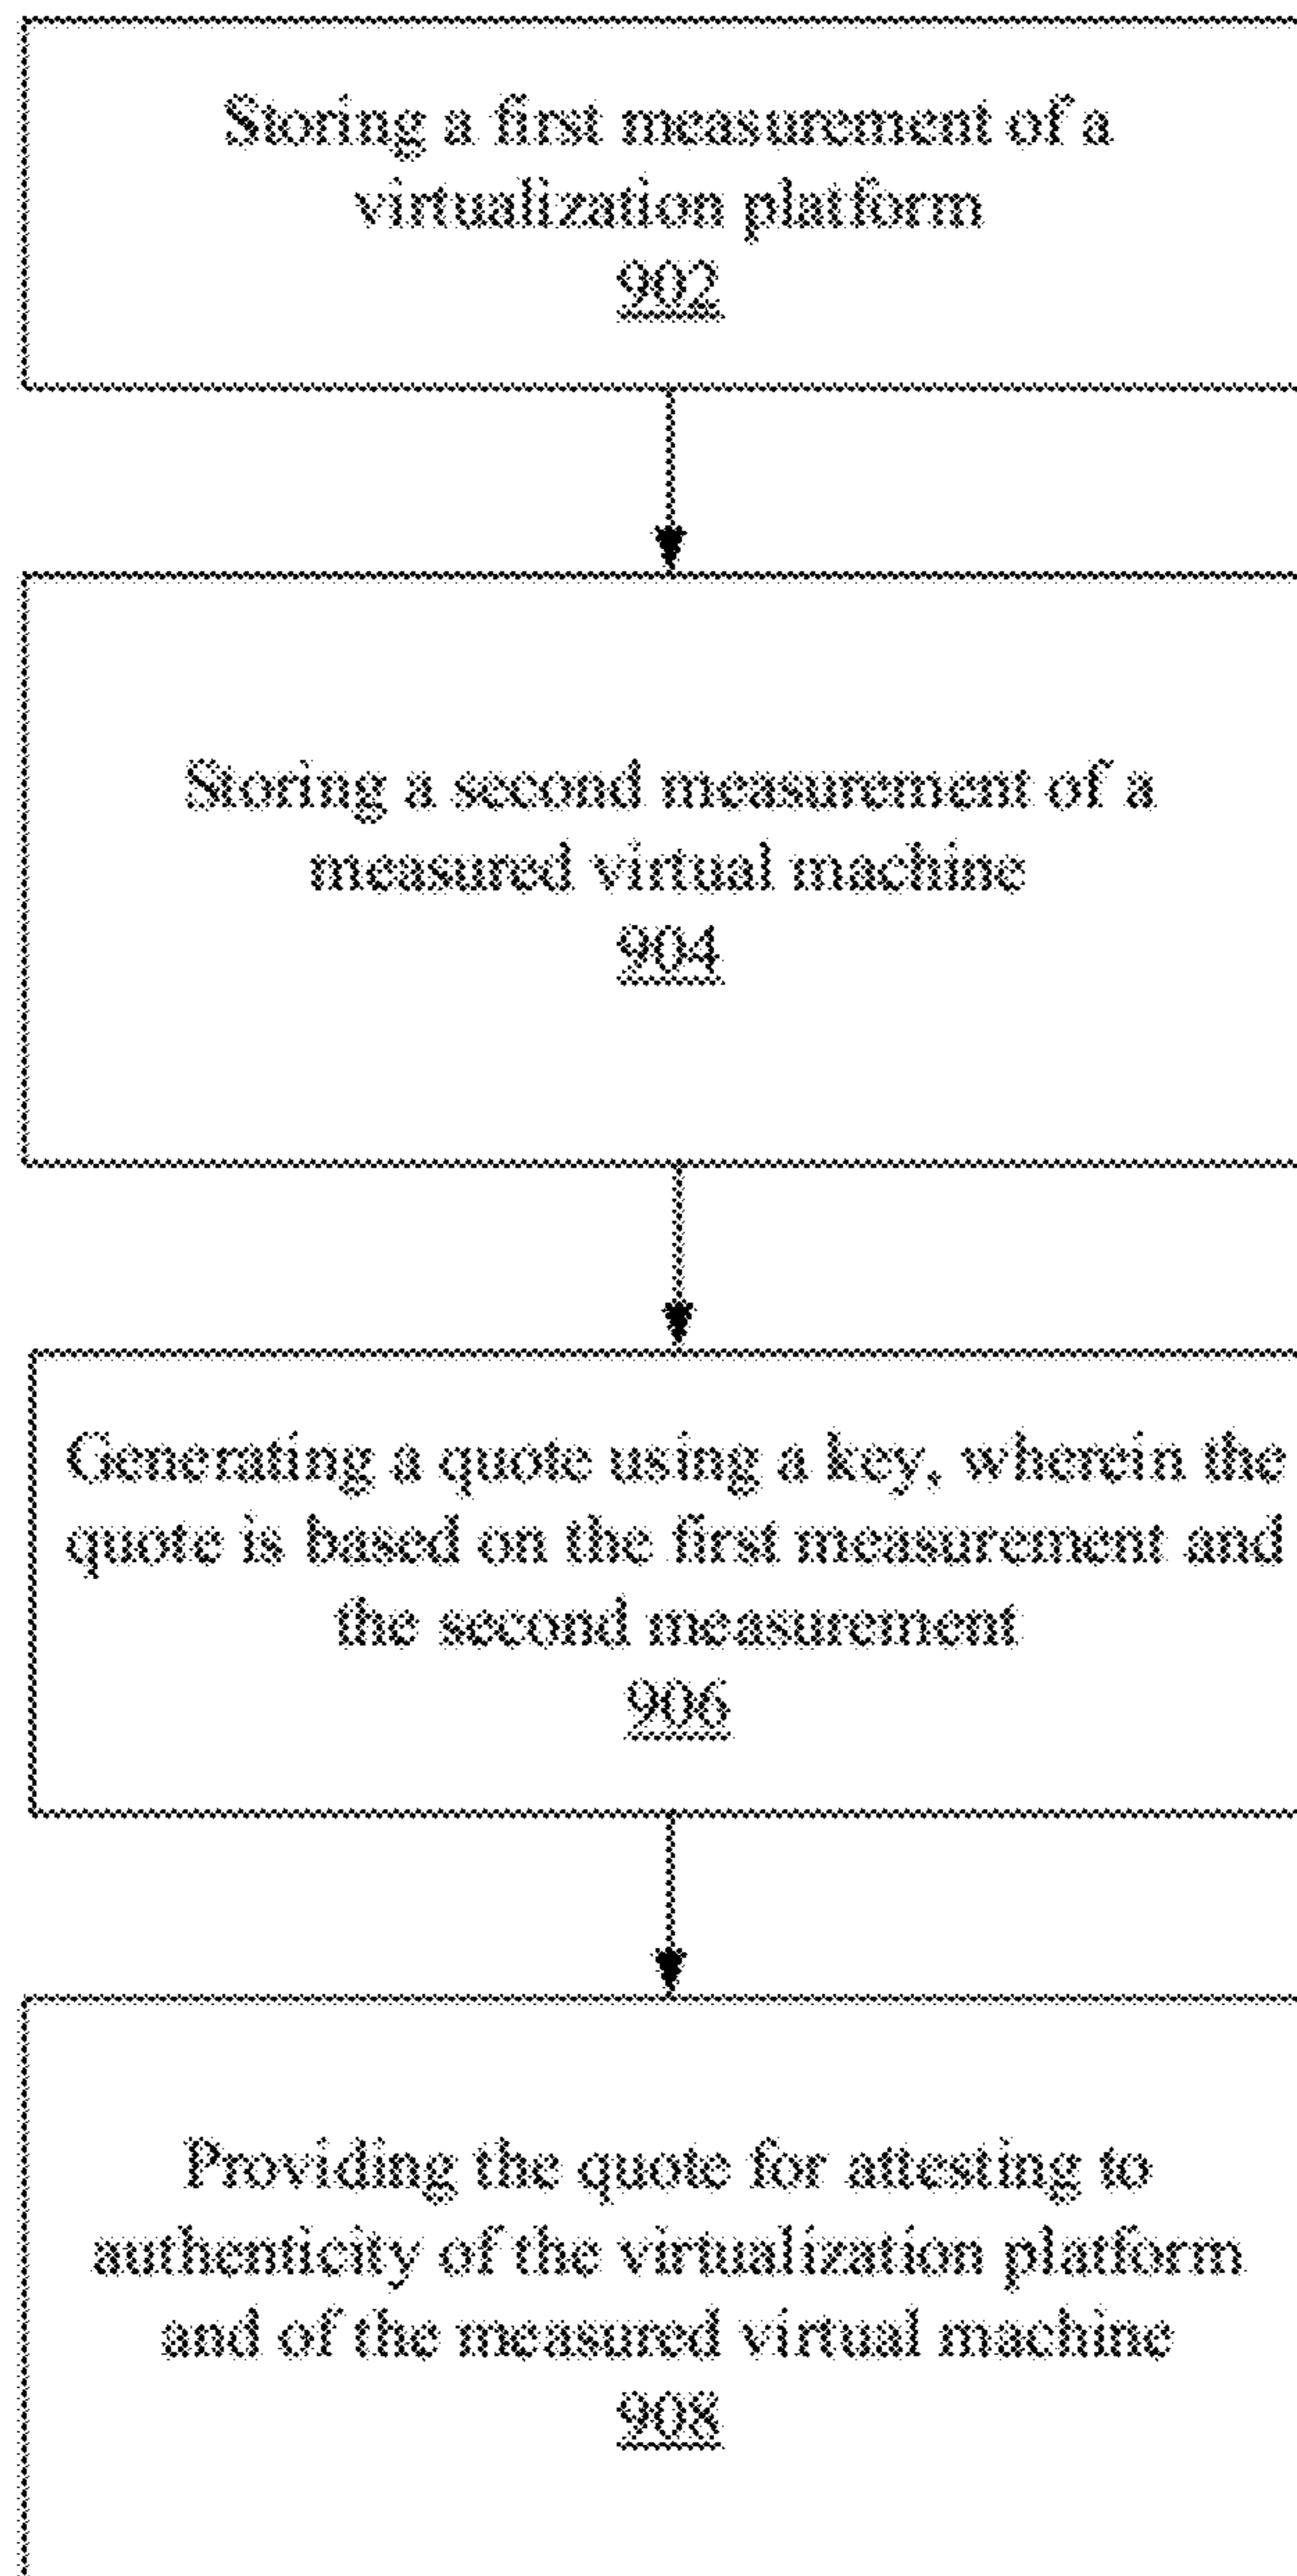 Storing a first measurement of a
virtualization platform
902
Storing a second measurement of a
measured virtual machine
904
Generating a quote using a key, wherein the
quote is based on the first measurement and
the second measurement
906
Providing the quote for attesting to
authenticity of the virtualization platform
and of the measured virtual machine
908